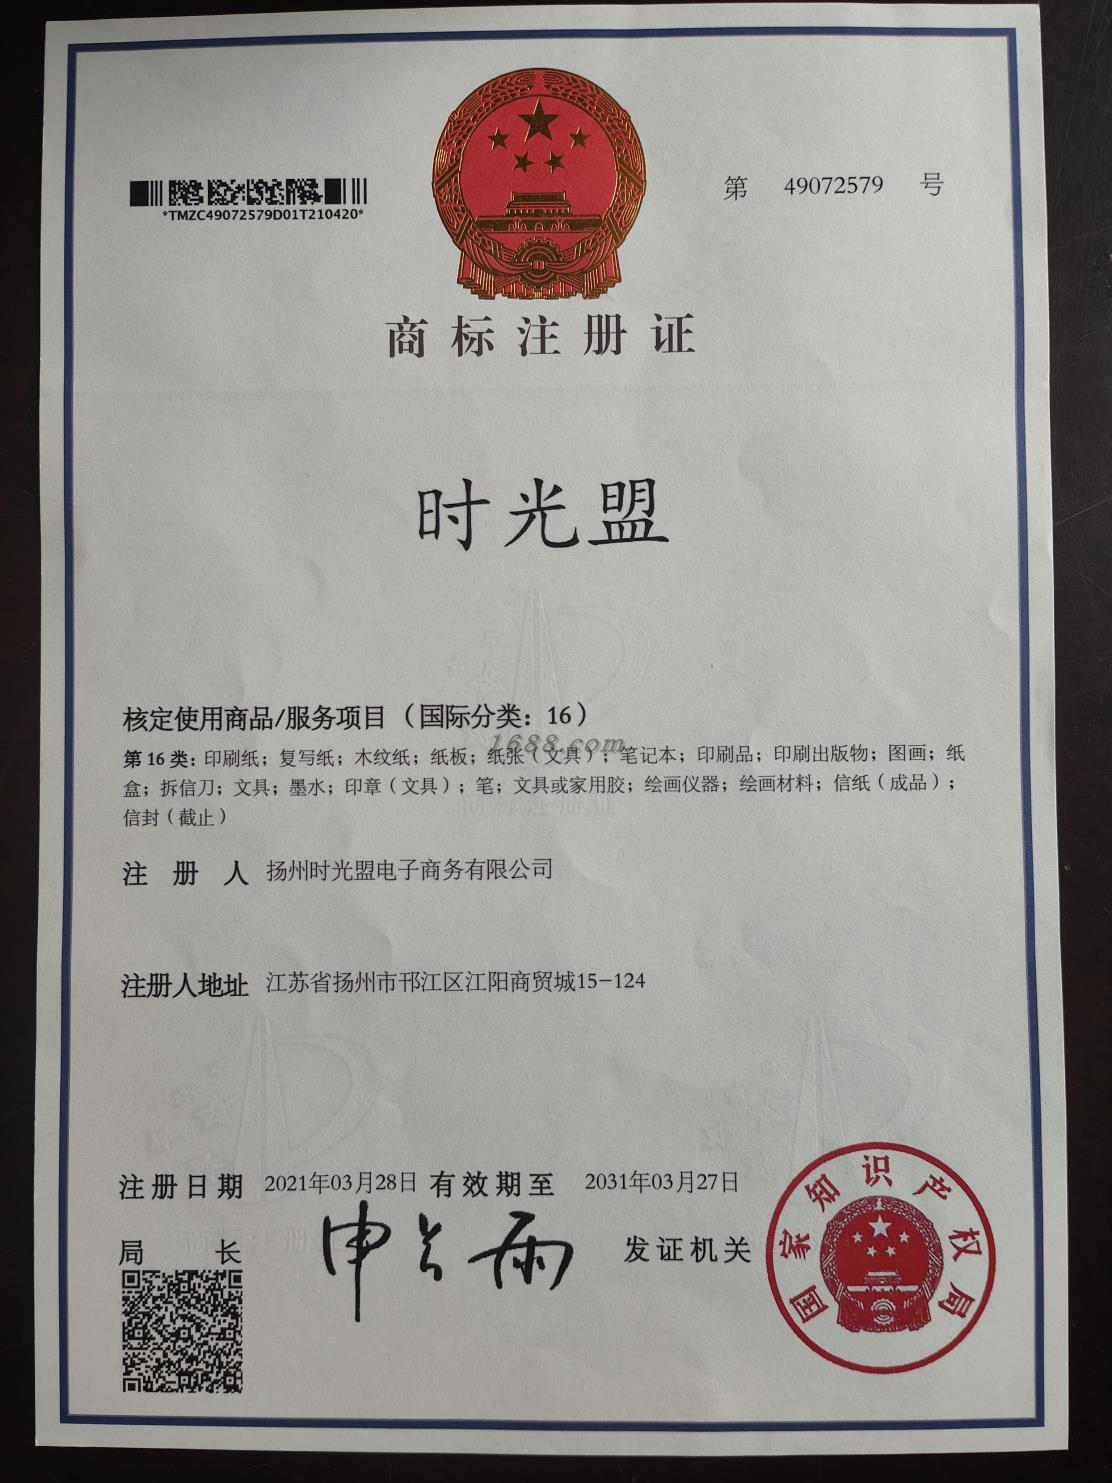 *TMZC49072579D01T210420*
第 49072579 号
商标注册证
时光盟
核定使用商品/服务项目（国际分类：16）
1688.com
第16类：印刷纸；复写纸；木纹纸；纸板；纸张（文具）；笔记本；印刷品；印刷出版物；图画；纸
盒；拆信刀；文具；墨水；印章（文具）；笔；文具或家用胶；绘画仪器；绘画材料；信纸（成品）；
信封（截止）
注册人 扬州时光盟电子商务有限公司
注册人地址 江苏省扬州市邗江区江阳商贸城15-124
注册日期 2021年03月28日 有效期至 2031年03月27日
局长 申长雨 发证机关
国家知识产权局